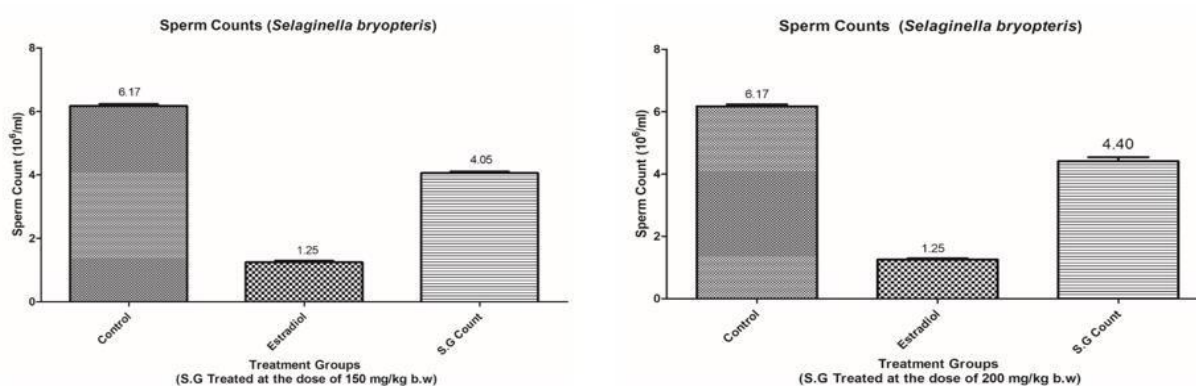 Sperm Counts (Selaginella bryopteris)
8
6
4
2
0
Sperm Count (10⁶/ml)
6.17
1.25
4.05
Control
Estradiol
S.G Count
Treatment Groups
(S.G Treated at the dose of 150 mg/kg b.w)
Sperm Counts (Selaginella bryopteris)
8
6
4
2
0
Sperm Count (10⁶/ml)
6.17
1.25
4.40
Control
Estradiol
S.G Count
Treatment Groups
(S.G Treated at the dose of 200 mg/kg b.w)